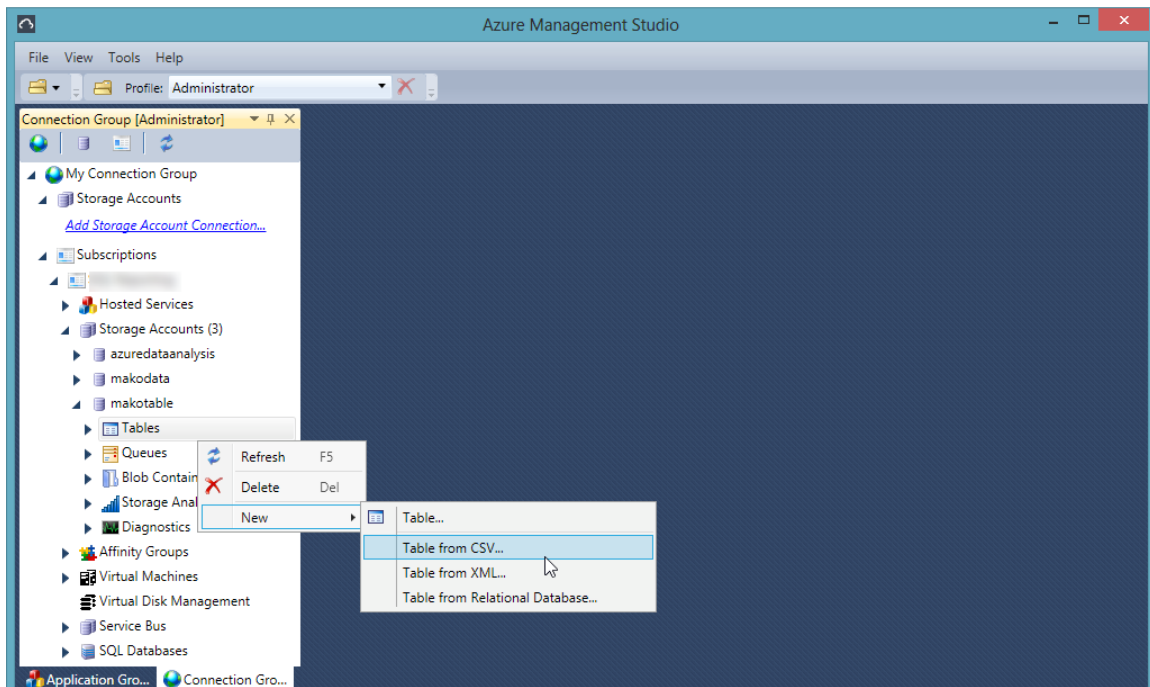 Azure Management Studio
File View Tools Help
Profile: Administrator
Connection Group [Administrator]
My Connection Group
Storage Accounts
Add Storage Account Connection...
Subscriptions
Hosted Services
Storage Accounts (3)
azuredataanalysis
makodata
makotable
Tables
Queues
Blob Contain
Storage Anal
Diagnostics
Affinity Groups
Virtual Machines
Virtual Disk Management
Service Bus
SQL Databases
Application Gro... Connection Gro...
Refresh F5
Delete Del
New
Table...
Table from CSV...
Table from XML...
Table from Relational Database...